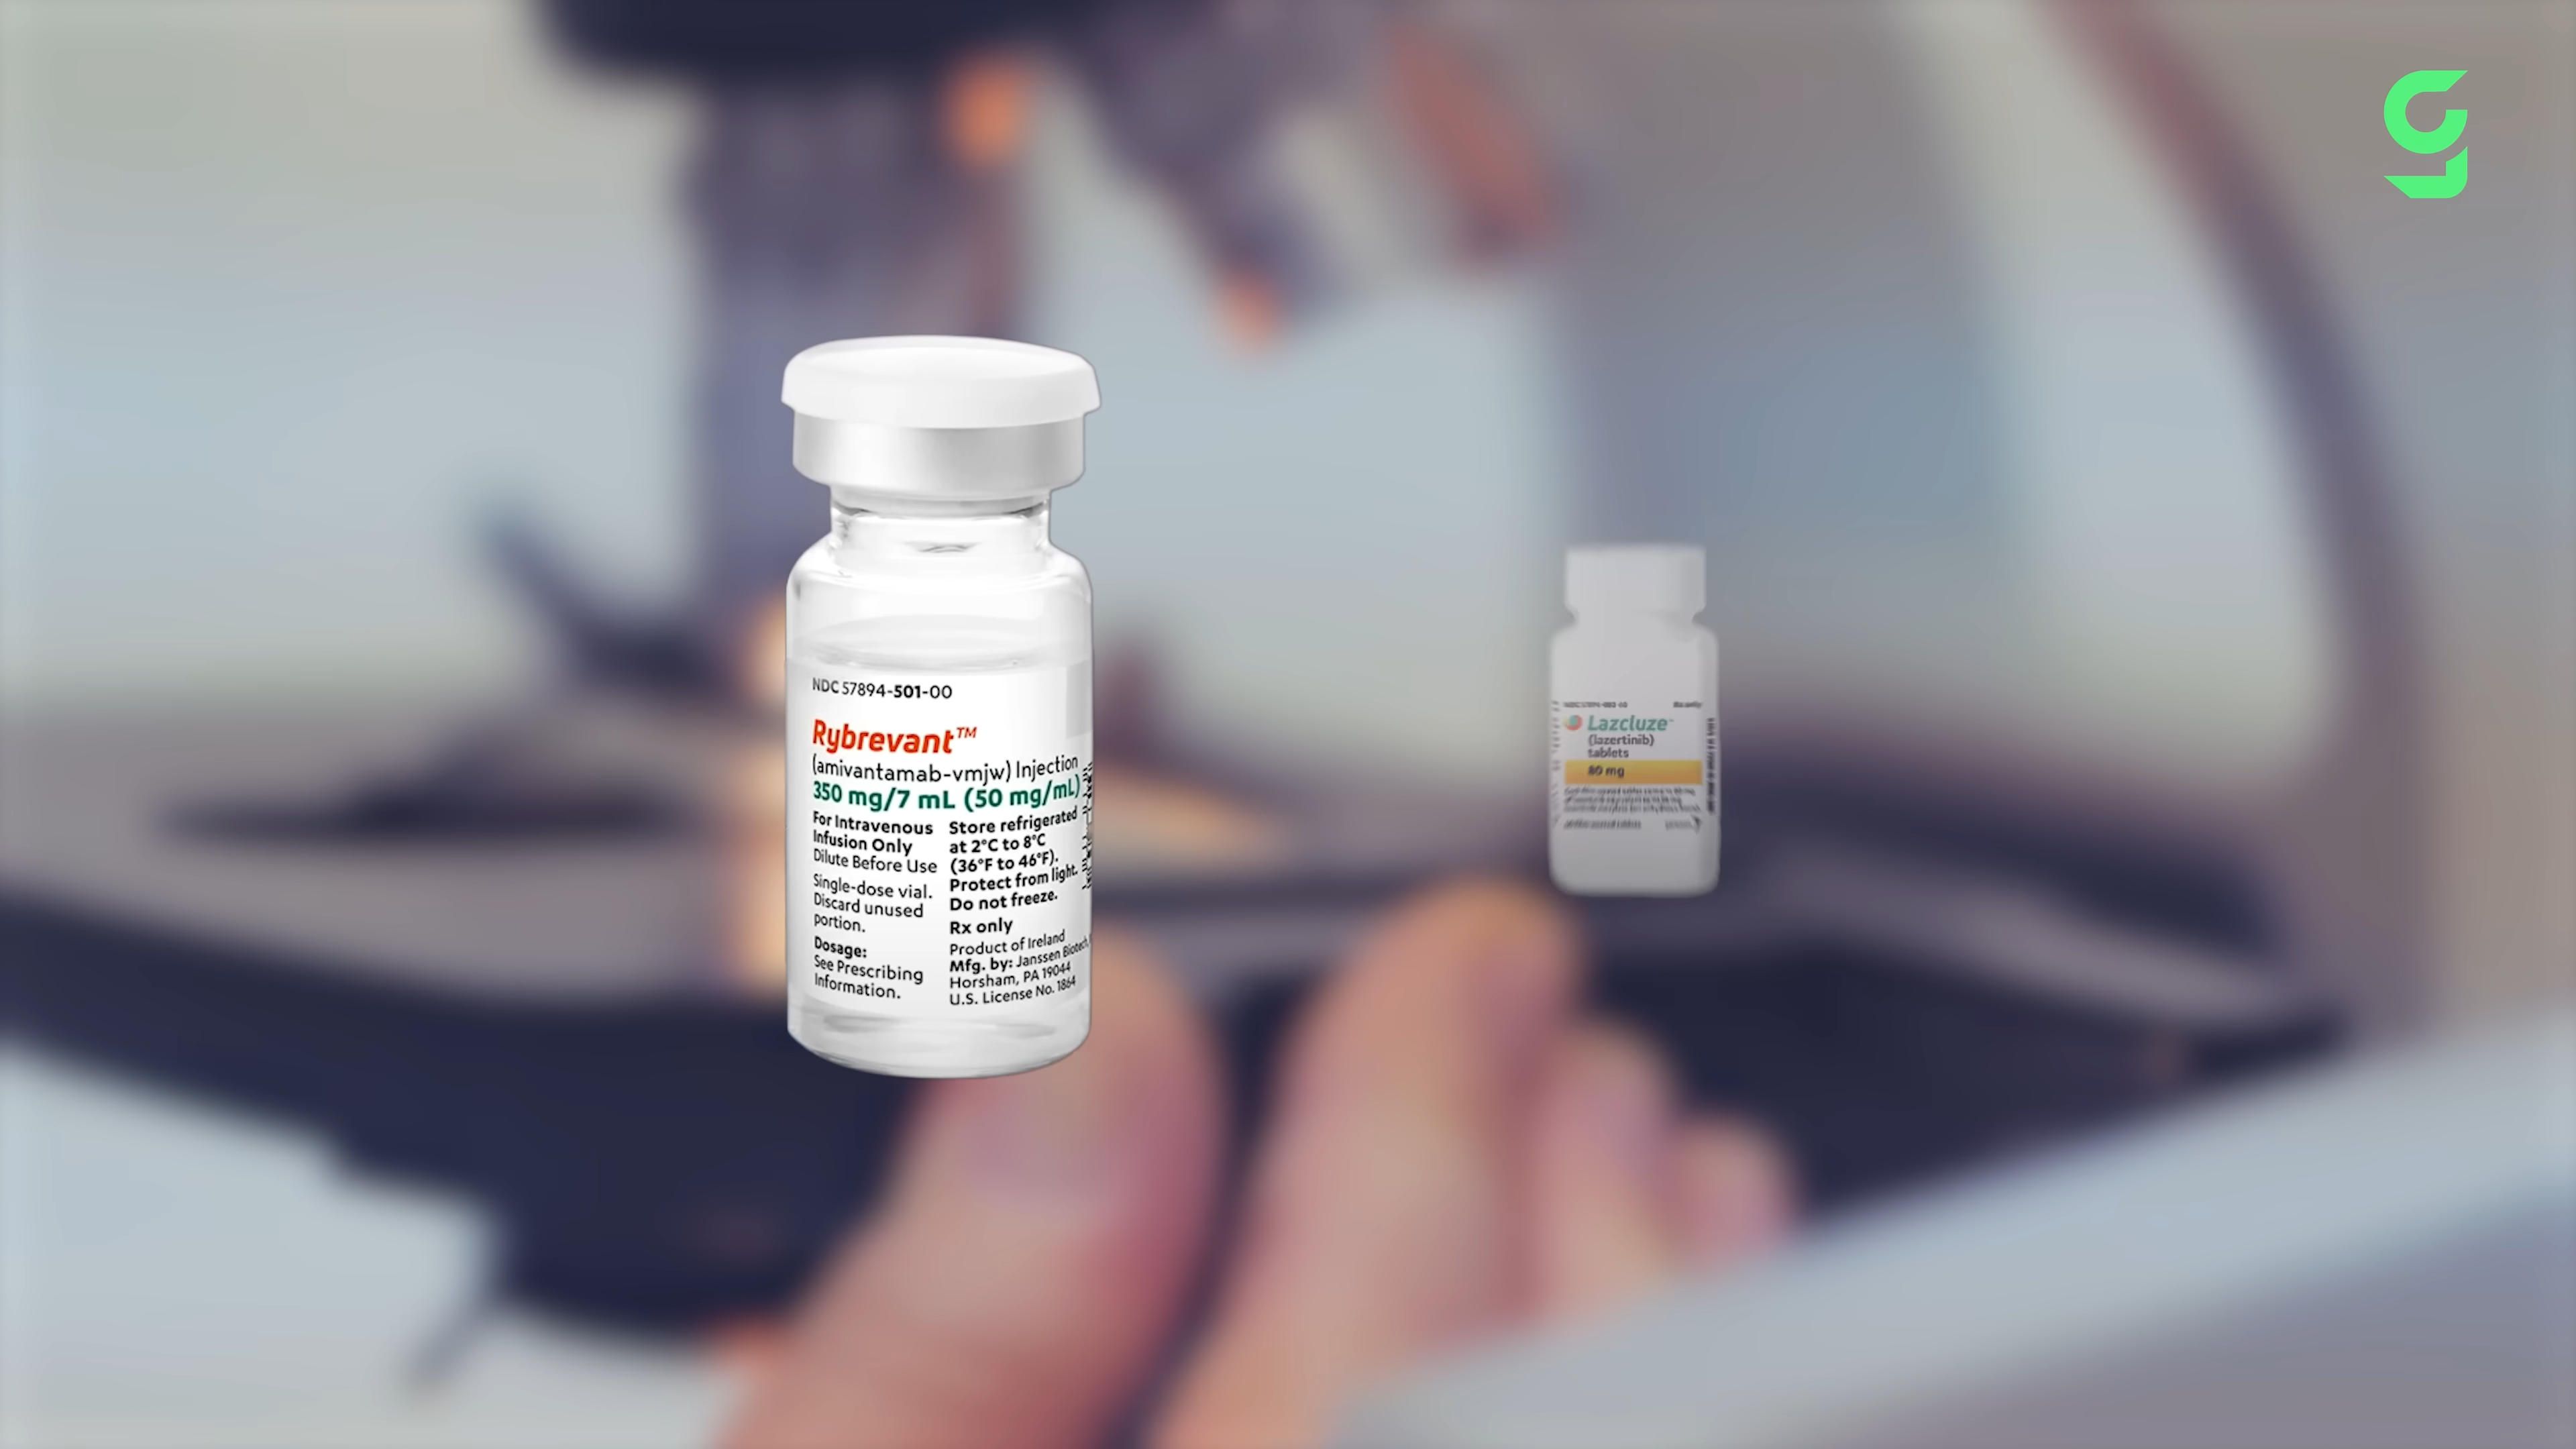 NDC 57894-501-00
Rybrevant™
(amivantamab-vmjw) Injection
350 mg/7 mL (50 mg/mL)
For Intravenous
Infusion Only
Dilute Before Use
Single-dose vial.
Discard unused
portion.
Dosage:
See Prescribing
Information.
Store refrigerated
at 2°C to 8°C
(36°F to 46°F).
Protect from light.
Do not freeze.
Rx only
Product of Ireland
Mfg. by: Janssen Biotech,
Horsham, PA 19044
U.S. License No. 1864
Rx only
Lazcluze™
(lazertinib)
tablets
80 mg